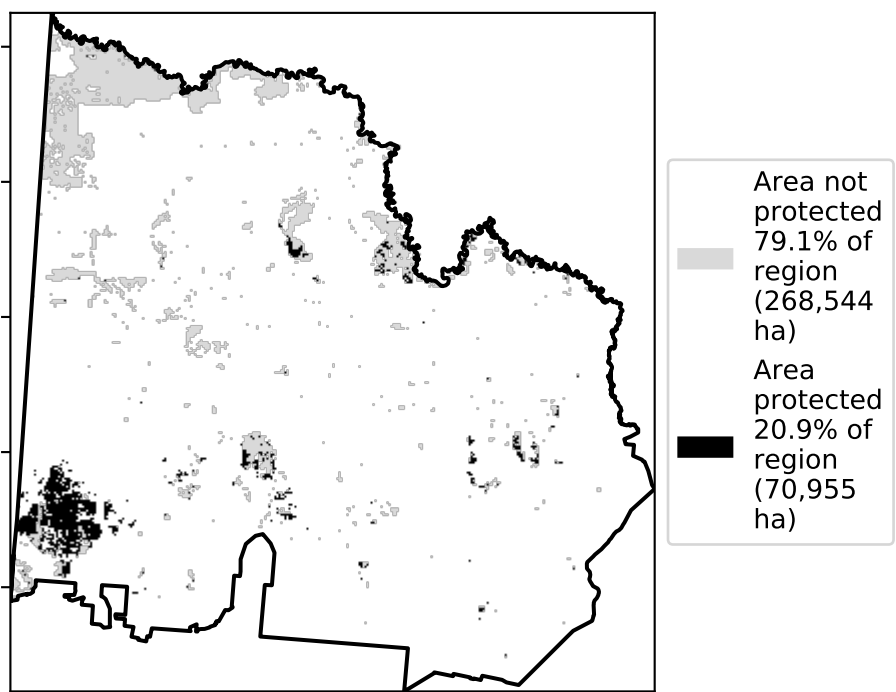 Area not
protected
79.1% of
region
(268,544
ha)
Area
protected
20.9% of
region
(70,955
ha)